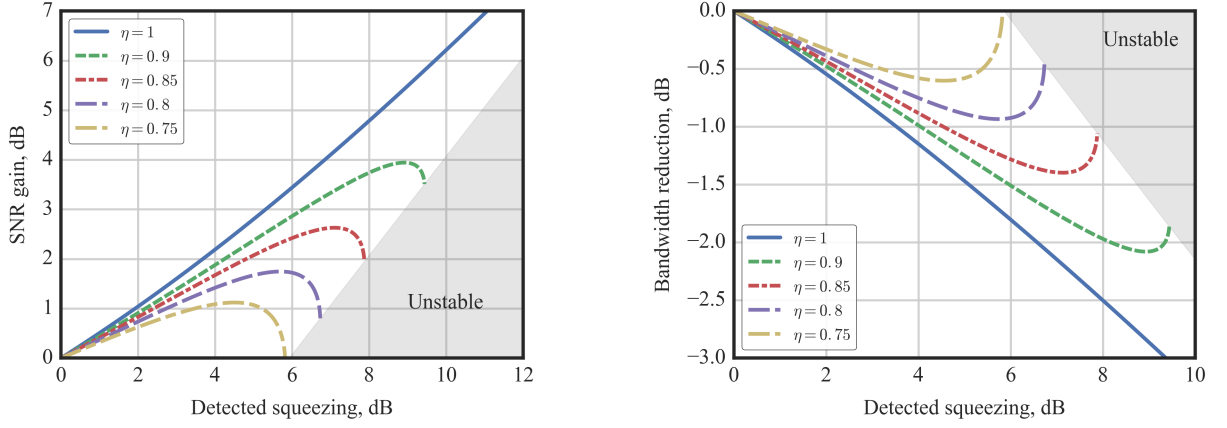 SNR gain, dB
7
6
5
4
3
2
1
0
η = 1
η = 0.9
η = 0.85
η = 0.8
η = 0.75
Unstable
0 2 4 6 8 10 12
Detected squeezing, dB
Bandwidth reduction, dB
0.0
−0.5
−1.0
−1.5
−2.0
−2.5
−3.0
Unstable
η = 1
η = 0.9
η = 0.85
η = 0.8
η = 0.75
0 2 4 6 8 10
Detected squeezing, dB